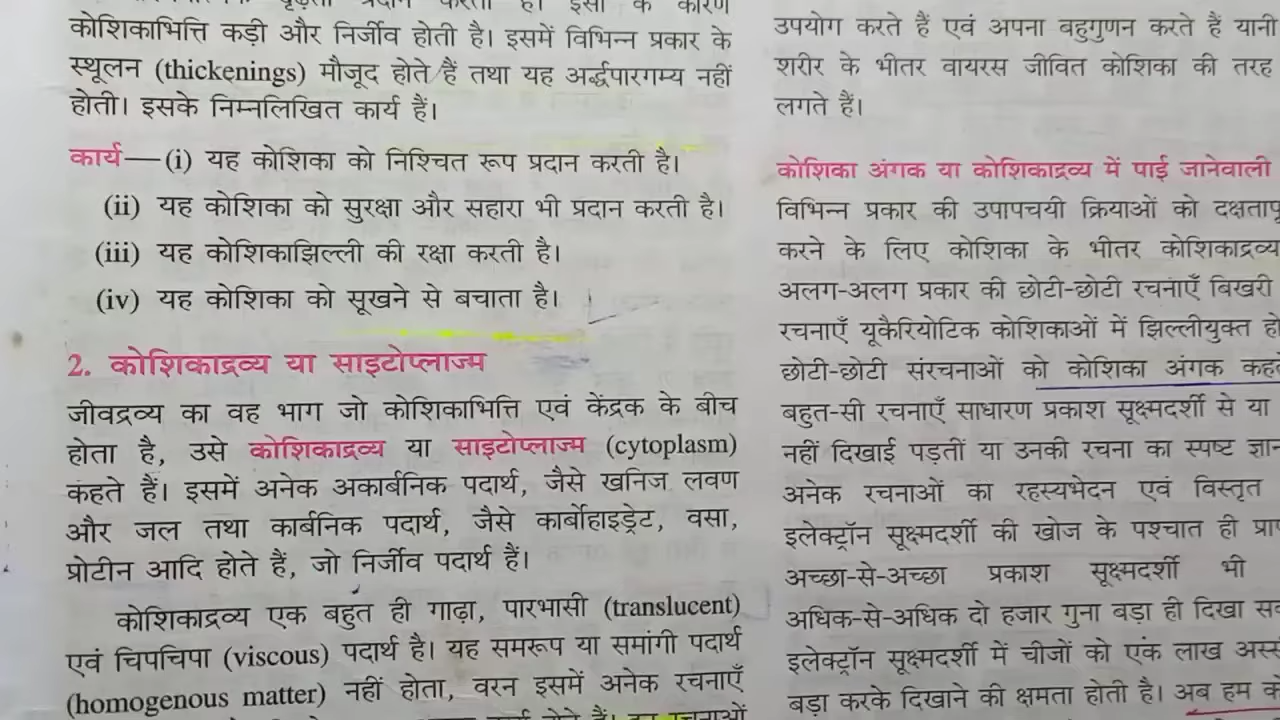 कोशिकाभित्ति कड़ी और निर्जीव होती है। इसमें विभिन्न प्रकार के
स्थूलन (thickenings) मौजूद होते हैं तथा यह अर्द्धपारगम्य नहीं
होती। इसके निम्नलिखित कार्य हैं।
कार्य—(i) यह कोशिका को निश्चित रूप प्रदान करती है।
(ii) यह कोशिका को सुरक्षा और सहारा भी प्रदान करती है।
(iii) यह कोशिकाझिल्ली की रक्षा करती है।
(iv) यह कोशिका को सूखने से बचाता है।
2. कोशिकाद्रव्य या साइटोप्लाज्म
जीवद्रव्य का वह भाग जो कोशिकाभित्ति एवं केंद्रक के बीच
होता है, उसे कोशिकाद्रव्य या साइटोप्लाज्म (cytoplasm)
कहते हैं। इसमें अनेक अकार्बनिक पदार्थ, जैसे खनिज लवण
और जल तथा कार्बनिक पदार्थ, जैसे कार्बोहाइड्रेट, वसा,
प्रोटीन आदि होते हैं, जो निर्जीव पदार्थ हैं।
कोशिकाद्रव्य एक बहुत ही गाढ़ा, पारभासी (translucent)
एवं चिपचिपा (viscous) पदार्थ है। यह समरूप या समांगी पदार्थ
(homogenous matter) नहीं होता, वरन इसमें अनेक रचनाएँ
उपयोग करते हैं एवं अपना बहुगुणन करते हैं यानी
शरीर के भीतर वायरस जीवित कोशिका की तरह
लगते हैं।
कोशिका अंगक या कोशिकाद्रव्य में पाई जानेवाली
विभिन्न प्रकार की उपापचयी क्रियाओं को
करने के लिए कोशिका के भीतर कोशिकाद्रव्य
अलग-अलग प्रकार की छोटी-छोटी रचनाएँ बिखरी
रचनाएँ यूकैरियोटिक कोशिकाओं में झिल्लीयुक्त
छोटी-छोटी संरचनाओं को कोशिका अंगक
बहुत-सी रचनाएँ साधारण प्रकाश सूक्ष्मदर्शी से या
नहीं दिखाई पड़तीं या उनकी रचना का स्पष्ट
अनेक रचनाओं का रहस्यभेदन एवं विस्तृत
इलेक्ट्रॉन सूक्ष्मदर्शी की खोज के पश्चात ही
अच्छा-से-अच्छा प्रकाश सूक्ष्मदर्शी भी
अधिक-से-अधिक दो हजार गुना बड़ा ही दिखा
इलेक्ट्रॉन सूक्ष्मदर्शी में चीजों को एक लाख
बड़ा करके दिखाने की क्षमता होती है। अब हम